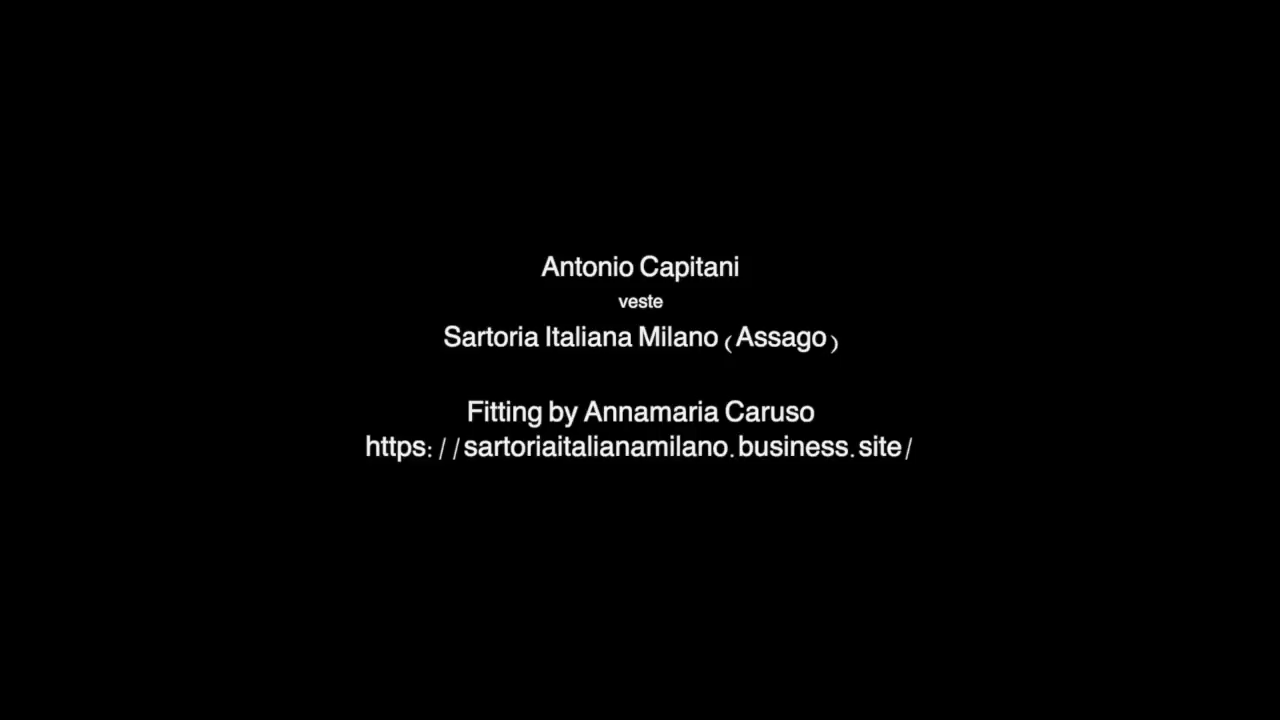 Antonio Capitani
veste
Sartoria Italiana Milano (Assago)
Fitting by Annamaria Caruso
https://sartoriaitalianamilano.business.site/